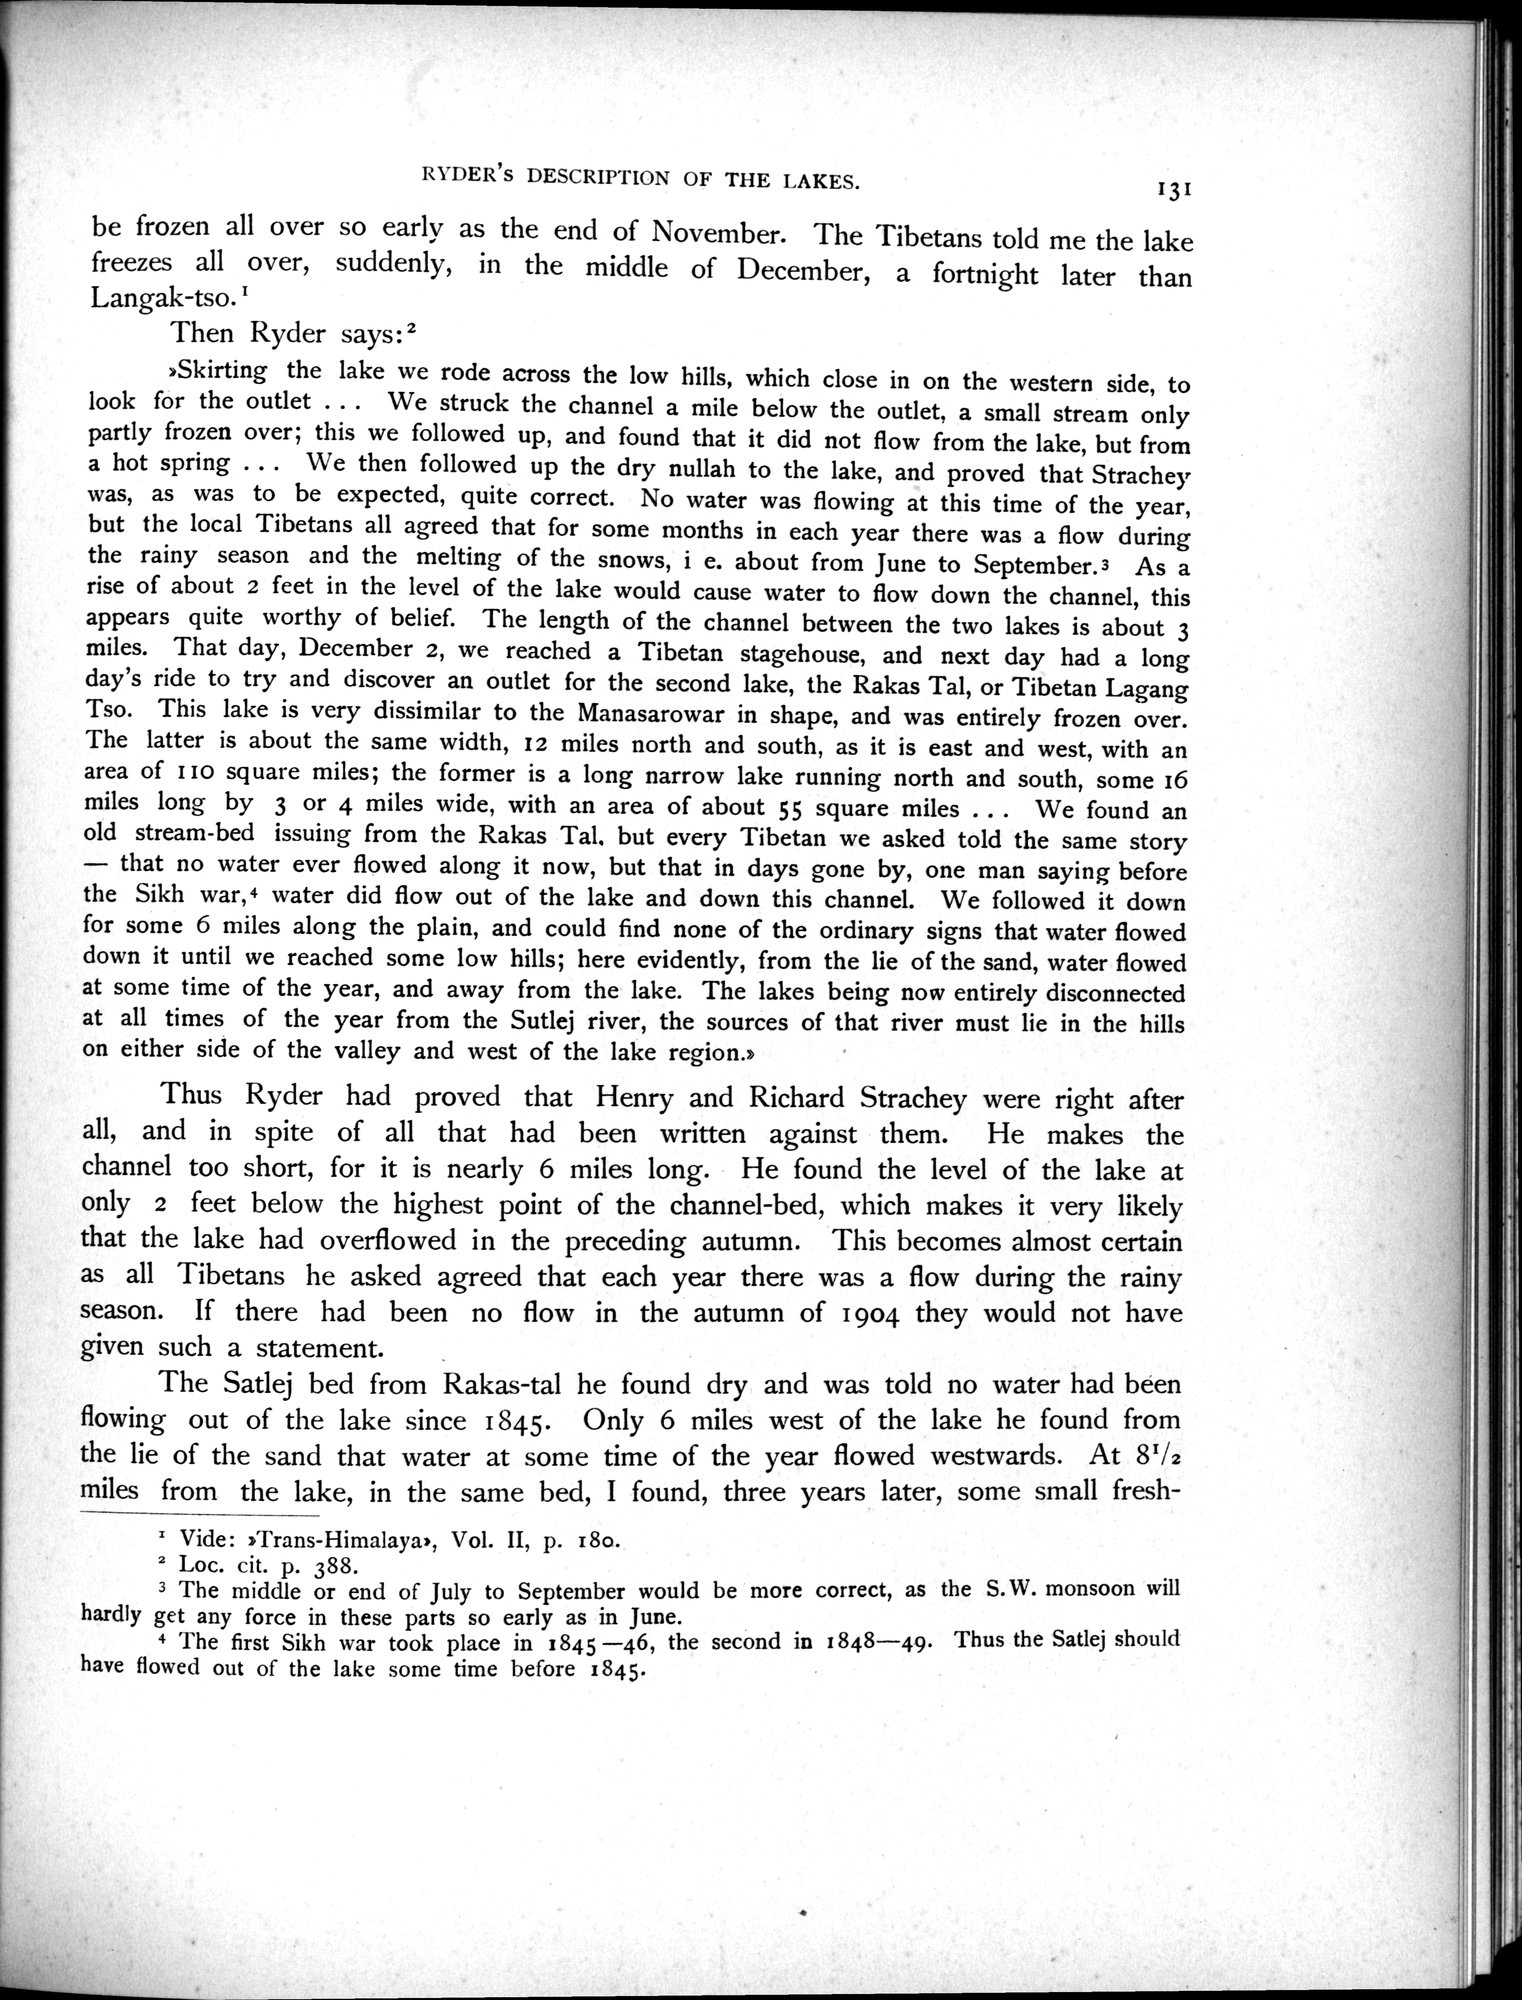 RYDER'S DESCRIPTION OF THE LAKES. 131
be frozen all over so early as the end of November. The Tibetans told me the lake
freezes all over, suddenly, in the middle of December, a fortnight later than
Langak-tso.¹
Then Ryder says:²
»Skirting the lake we rode across the low hills, which close in on the western side, to
look for the outlet ... We struck the channel a mile below the outlet, a small stream only
partly frozen over; this we followed up, and found that it did not flow from the lake, but from
a hot spring ... We then followed up the dry nullah to the lake, and proved that Strachey
was, as was to be expected, quite correct. No water was flowing at this time of the year,
but the local Tibetans all agreed that for some months in each year there was a flow during
the rainy season and the melting of the snows, i e. about from June to September.³ As a
rise of about 2 feet in the level of the lake would cause water to flow down the channel, this
appears quite worthy of belief. The length of the channel between the two lakes is about 3
miles. That day, December 2, we reached a Tibetan stagehouse, and next day had a long
day's ride to try and discover an outlet for the second lake, the Rakas Tal, or Tibetan Lagang
Tso. This lake is very dissimilar to the Manasarowar in shape, and was entirely frozen over.
The latter is about the same width, 12 miles north and south, as it is east and west, with an
area of 110 square miles; the former is a long narrow lake running north and south, some 16
miles long by 3 or 4 miles wide, with an area of about 55 square miles ... We found an
old stream-bed issuing from the Rakas Tal, but every Tibetan we asked told the same story
— that no water ever flowed along it now, but that in days gone by, one man saying before
the Sikh war,⁴ water did flow out of the lake and down this channel. We followed it down
for some 6 miles along the plain, and could find none of the ordinary signs that water flowed
down it until we reached some low hills; here evidently, from the lie of the sand, water flowed
at some time of the year, and away from the lake. The lakes being now entirely disconnected
at all times of the year from the Sutlej river, the sources of that river must lie in the hills
on either side of the valley and west of the lake region.»
Thus Ryder had proved that Henry and Richard Strachey were right after
all, and in spite of all that had been written against them. He makes the
channel too short, for it is nearly 6 miles long. He found the level of the lake at
only 2 feet below the highest point of the channel-bed, which makes it very likely
that the lake had overflowed in the preceding autumn. This becomes almost certain
as all Tibetans he asked agreed that each year there was a flow during the rainy
season. If there had been no flow in the autumn of 1904 they would not have
given such a statement.
The Satlej bed from Rakas-tal he found dry and was told no water had been
flowing out of the lake since 1845. Only 6 miles west of the lake he found from
the lie of the sand that water at some time of the year flowed westwards. At 8¹/₂
miles from the lake, in the same bed, I found, three years later, some small fresh-
¹ Vide: »Trans-Himalaya», Vol. II, p. 180.
² Loc. cit. p. 388.
³ The middle or end of July to September would be more correct, as the S.W. monsoon will
hardly get any force in these parts so early as in June.
⁴ The first Sikh war took place in 1845—46, the second in 1848—49. Thus the Satlej should
have flowed out of the lake some time before 1845.